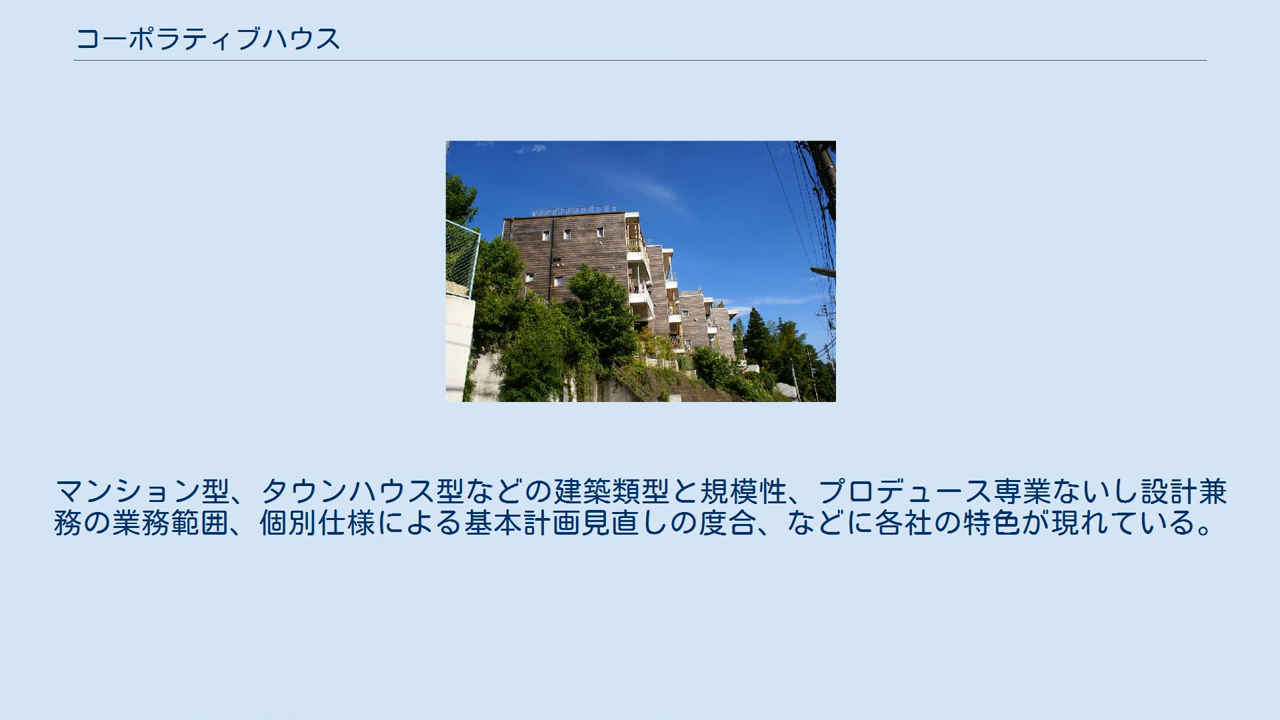 コーポラティブハウス
マンション型、タウンハウス型などの建築類型と規模性、プロデュース専業ないし設計兼
務の業務範囲、個別仕様による基本計画見直しの度合、などに各社の特色が現れている。